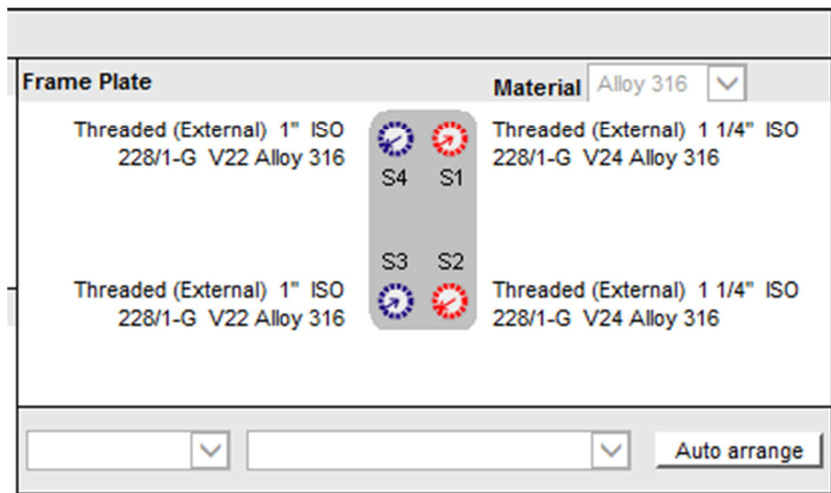 Frame Plate
Material Alloy 316
Threaded (External) 1" ISO
228/1-G V22 Alloy 316
S4 S1
Threaded (External) 1 1/4" ISO
228/1-G V24 Alloy 316
S3 S2
Threaded (External) 1" ISO
228/1-G V22 Alloy 316
Threaded (External) 1 1/4" ISO
228/1-G V24 Alloy 316
Auto arrange